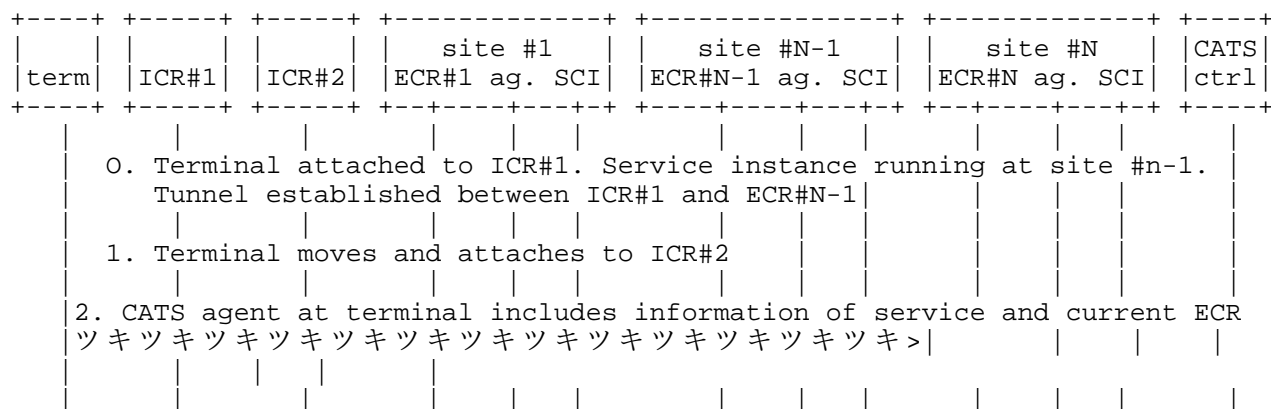 +----+ +-----+ +-----+ +-------------+ +---------------+ +-------------+ +----+
|    | |     | |     | |   site #1   | |   site #N-1   | |   site #N   | |CATS|
|term| |ICR#1| |ICR#2| |ECR#1 ag. SCI| |ECR#N-1 ag. SCI| |ECR#N ag. SCI| |ctrl|
+----+ +-----+ +-----+ +--+----+---+-+ +----+----+---+-+ +--+----+---+-+ +----+
   |      |       |       |    |   |        |    |   |      |    |   |      |
   |  O. Terminal attached to ICR#1. Service instance running at site #n-1. |
   |     Tunnel established between ICR#1 and ECR#N-1|      |    |   |      |
   |      |       |       |    |   |        |    |   |      |    |   |      |
   |  1. Terminal moves and attaches to ICR#2    |   |      |    |   |      |
   |      |       |       |    |   |        |    |   |      |    |   |      |
   |2. CATS agent at terminal includes information of service and current ECR
   |ツキツキツキツキツキツキツキツキツキツキツキツキツキ>|       |    |    |
   |      |    |   |      |
   |      |       |       |    |   |        |    |   |      |    |   |      |